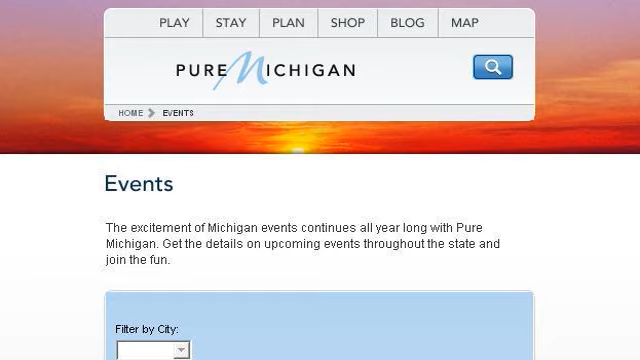 PLAY STAY PLAN SHOP BLOG MAP
PURE MICHIGAN
HOME EVENTS
Events
The excitement of Michigan events continues all year long with Pure
Michigan. Get the details on upcoming events throughout the state and
join the fun.
Filter by City: